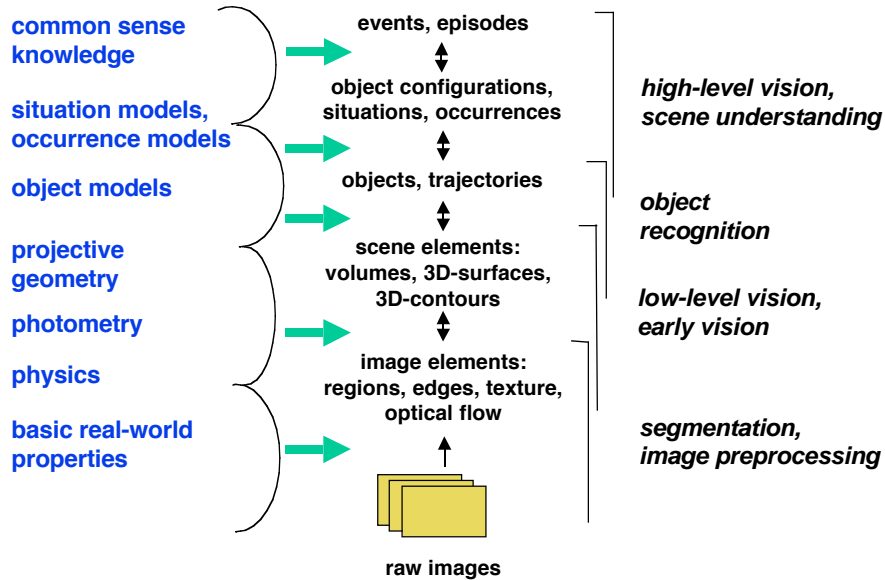 common sense
knowledge
situation models,
occurrence models
object models
projective
geometry
photometry
physics
basic real-world
properties
events, episodes
object configurations,
situations, occurrences
objects, trajectories
scene elements:
volumes, 3D-surfaces,
3D-contours
image elements:
regions, edges, texture,
optical flow
raw images
high-level vision,
scene understanding
object
recognition
low-level vision,
early vision
segmentation,
image preprocessing